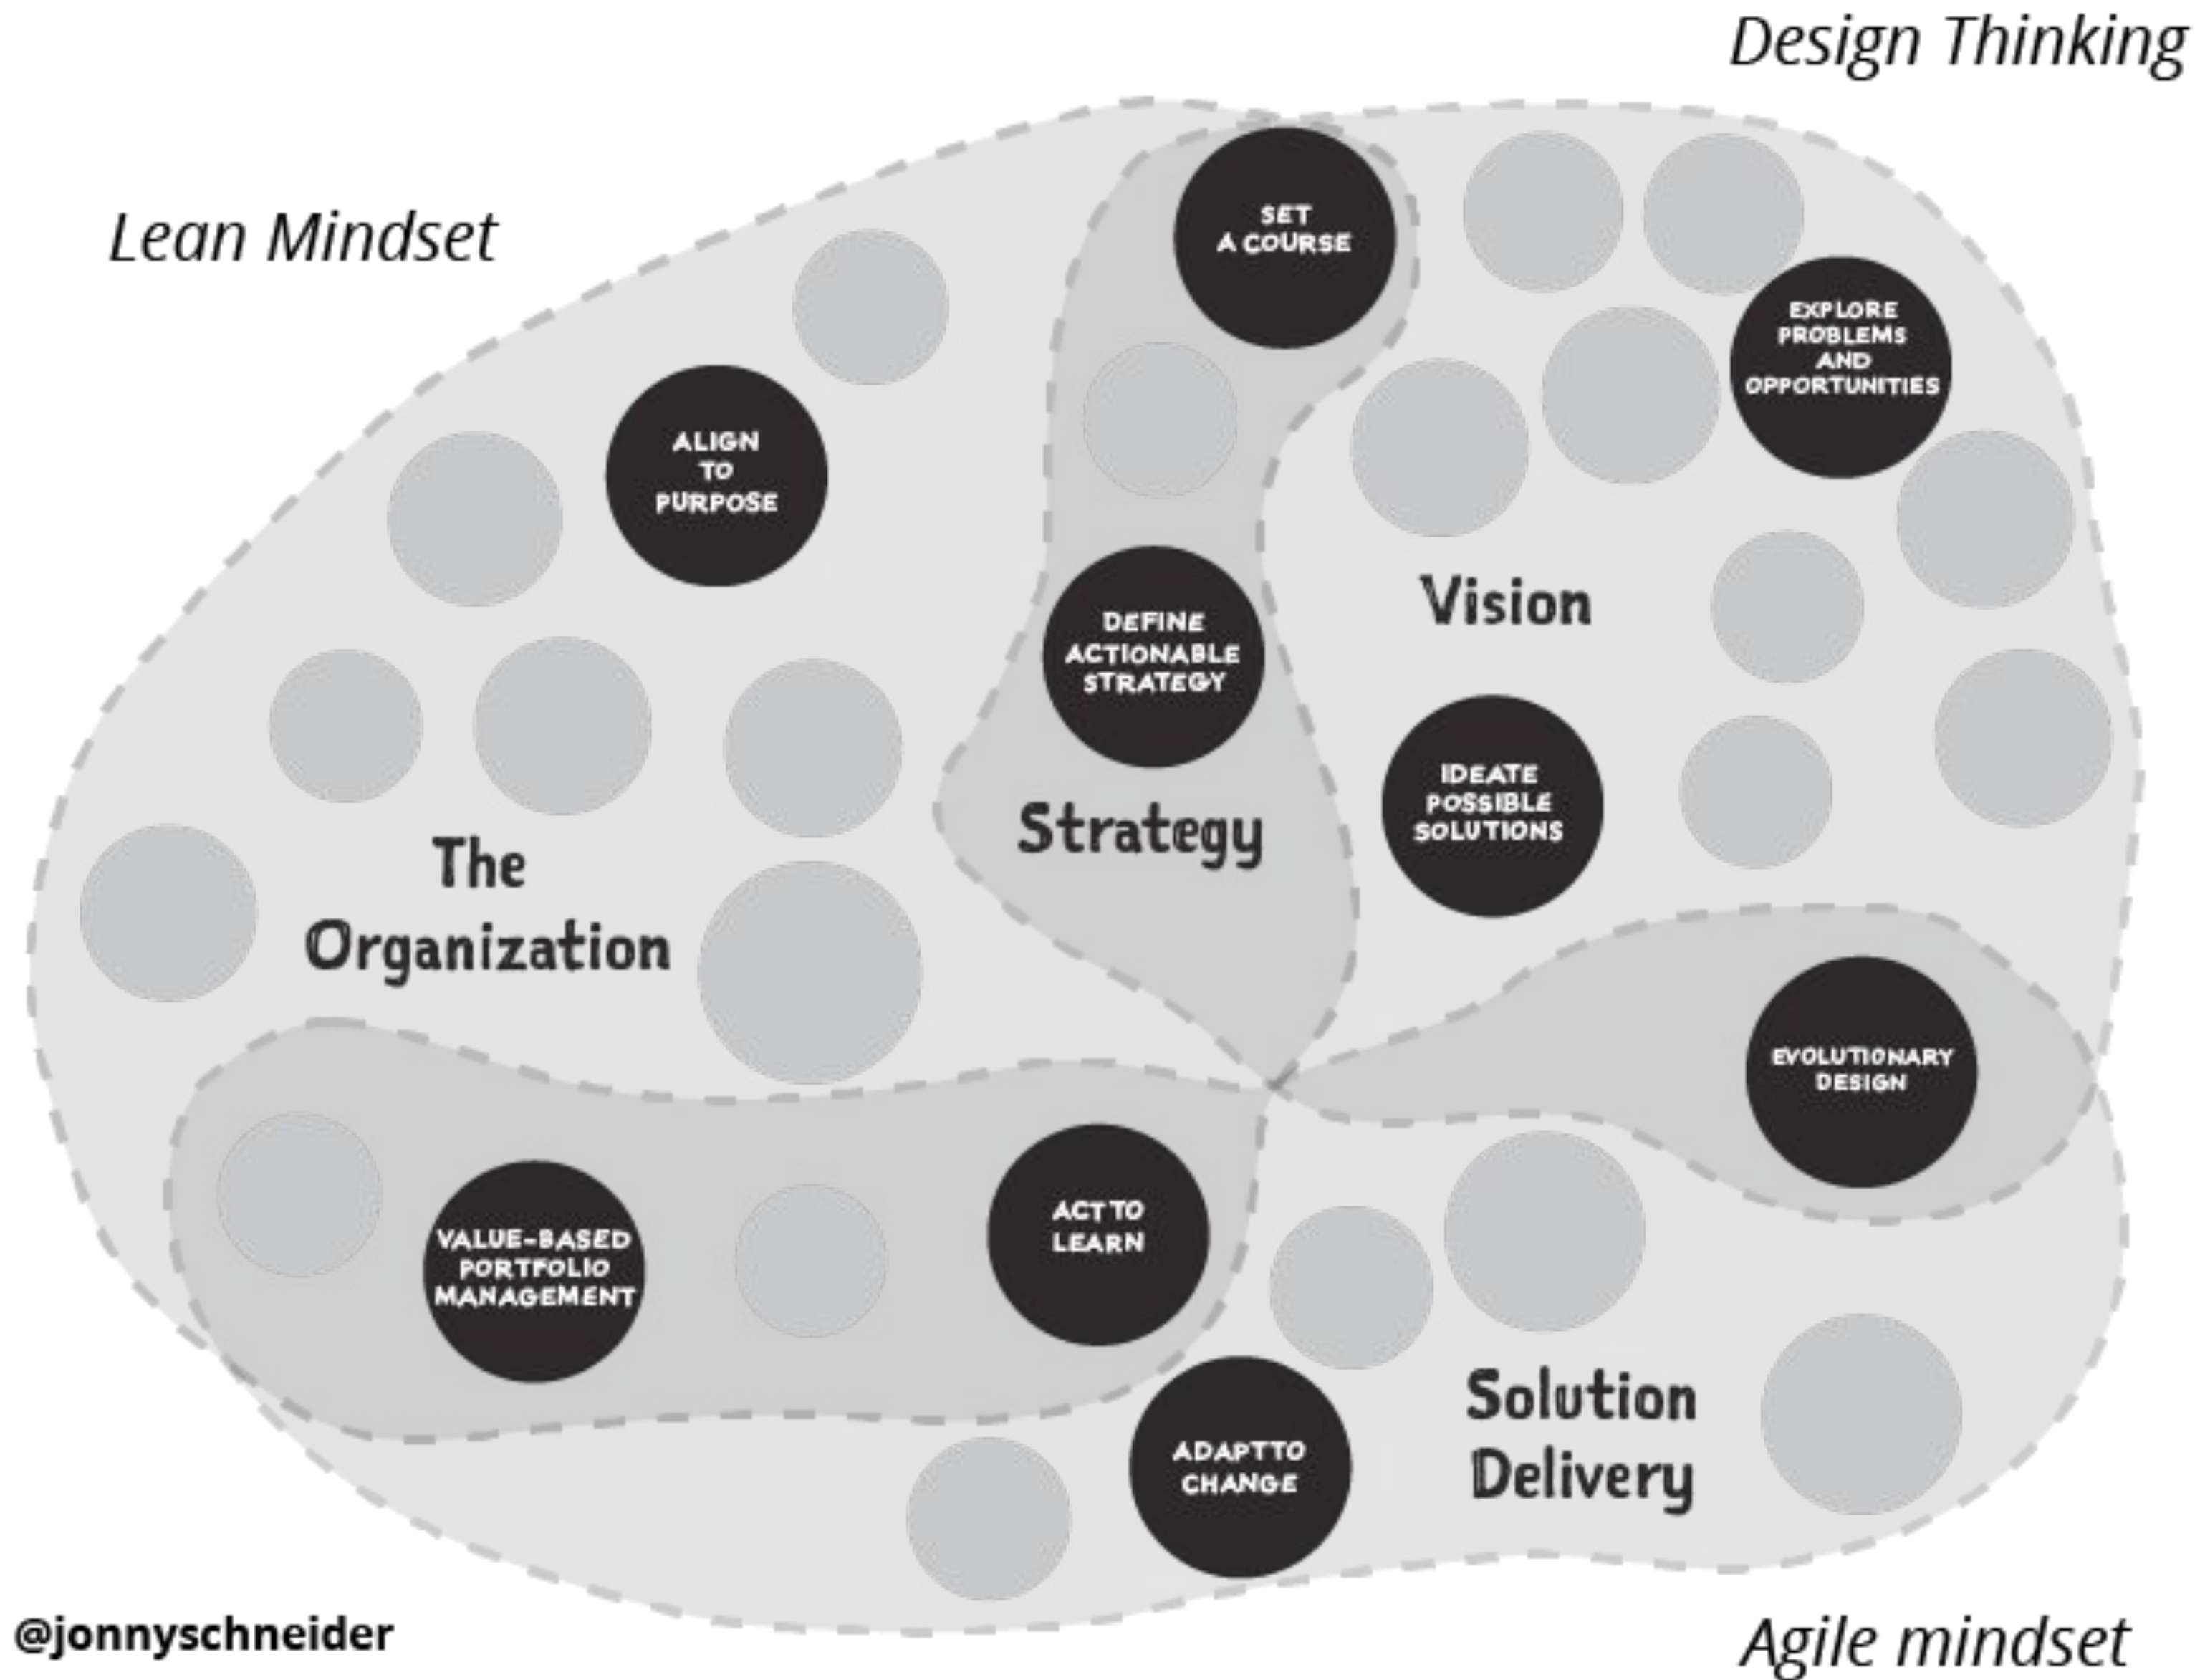 Design Thinking
Lean Mindset
SET
A COURSE
EXPLORE
PROBLEMS
AND
OPPORTUNITIES
ALIGN
TO
PURPOSE
DEFINE
ACTIONABLE
STRATEGY
Vision
IDEATE
POSSIBLE
SOLUTIONS
Strategy
The
Organization
EVOLUTIONARY
DESIGN
VALUE-BASED
PORTFOLIO
MANAGEMENT
ACT TO
LEARN
ADAPT TO
CHANGE
Solution
Delivery
@jonnyschneider
Agile mindset